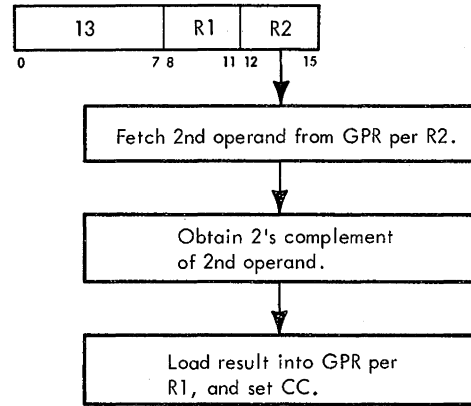 13 R1 R2
0 7 8 11 12 15
Fetch 2nd operand from GPR per R2.
Obtain 2's complement
of 2nd operand.
Load result into GPR per
R1, and set CC.